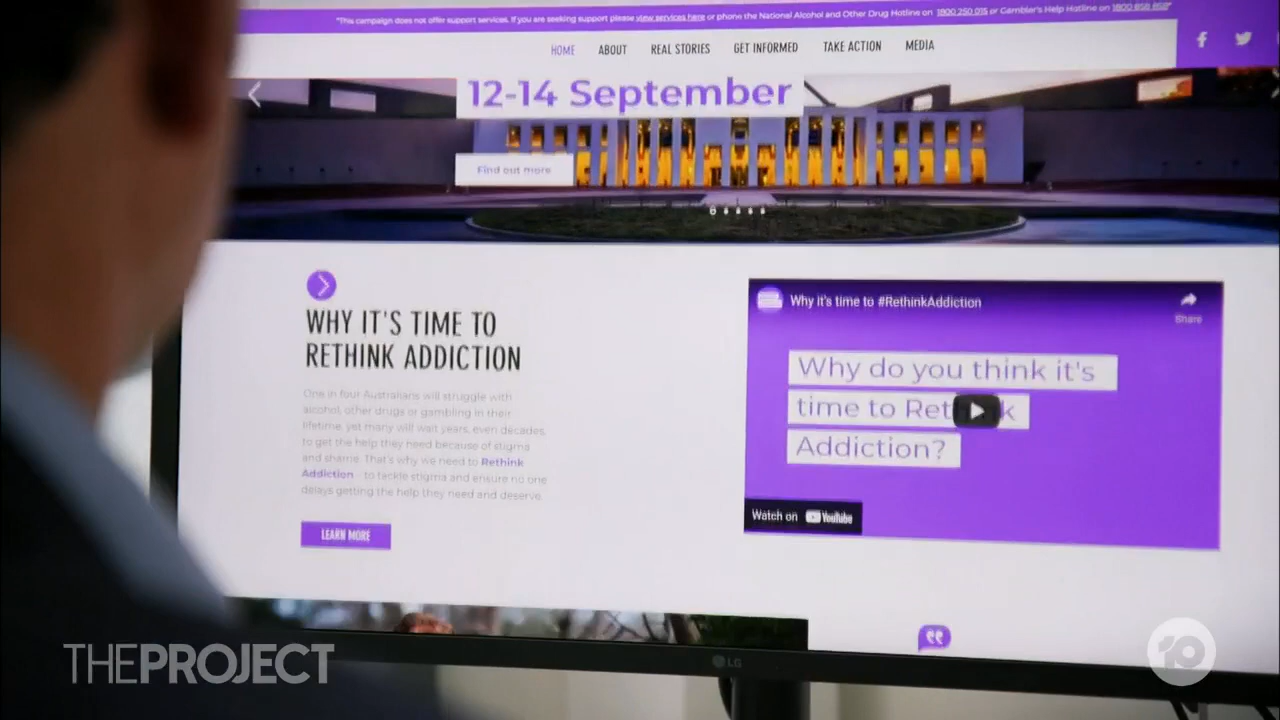 *This campaign does not offer support services. If you are seeking support please view services here or phone the National Alcohol and Other Drug Hotline on 1800 250 015 or Gambler's Help Hotline on 1800 858 858*
HOME ABOUT REAL STORIES GET INFORMED TAKE ACTION MEDIA
12-14 September
Find out more
WHY IT'S TIME TO
RETHINK ADDICTION
One in four Australians will struggle with
alcohol, other drugs or gambling in their
lifetime, yet many will wait years, even decades,
to get the help they need because of stigma
and shame. That's why we need to Rethink
Addiction - to tackle stigma and ensure no one
delays getting the help they need and deserve.
LEARN MORE
Why it's time to #RethinkAddiction
Share
Why do you think it's
time to Ret k
Addiction?
Watch on YouTube
THEPROJECT
LG
10